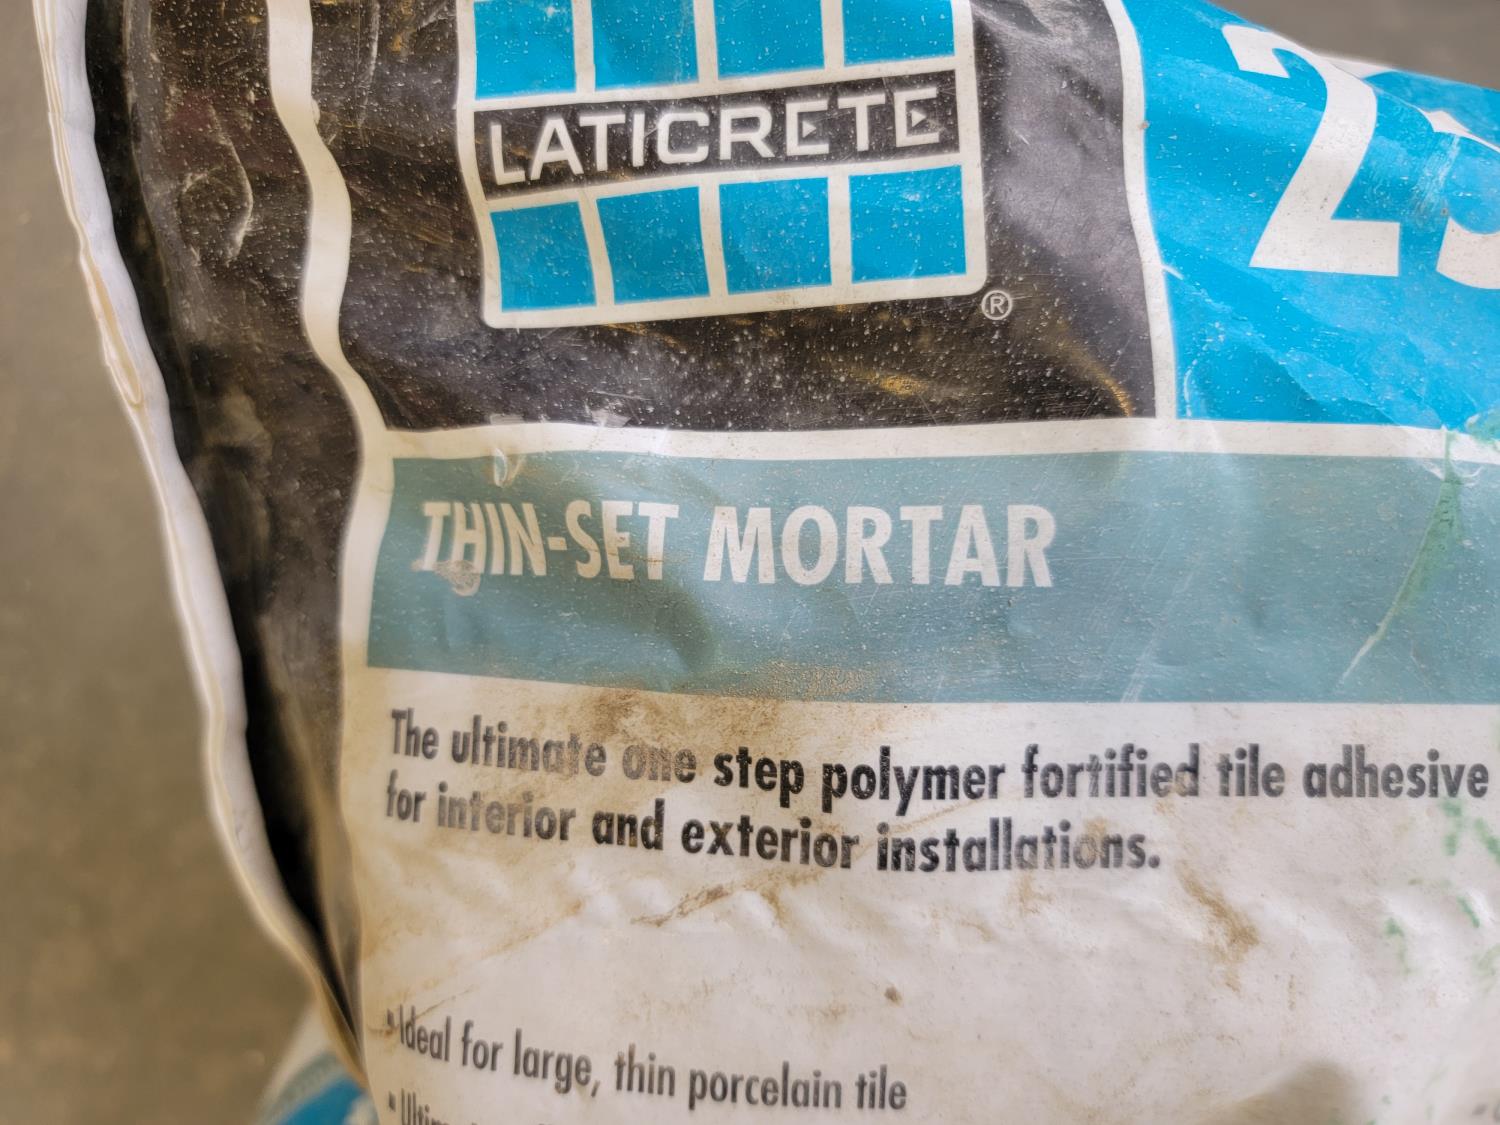 LATICRETE
®
25
THIN-SET MORTAR
The ultimate one step polymer fortified tile adhesive
for interior and exterior installations.
• Ideal for large, thin porcelain tile